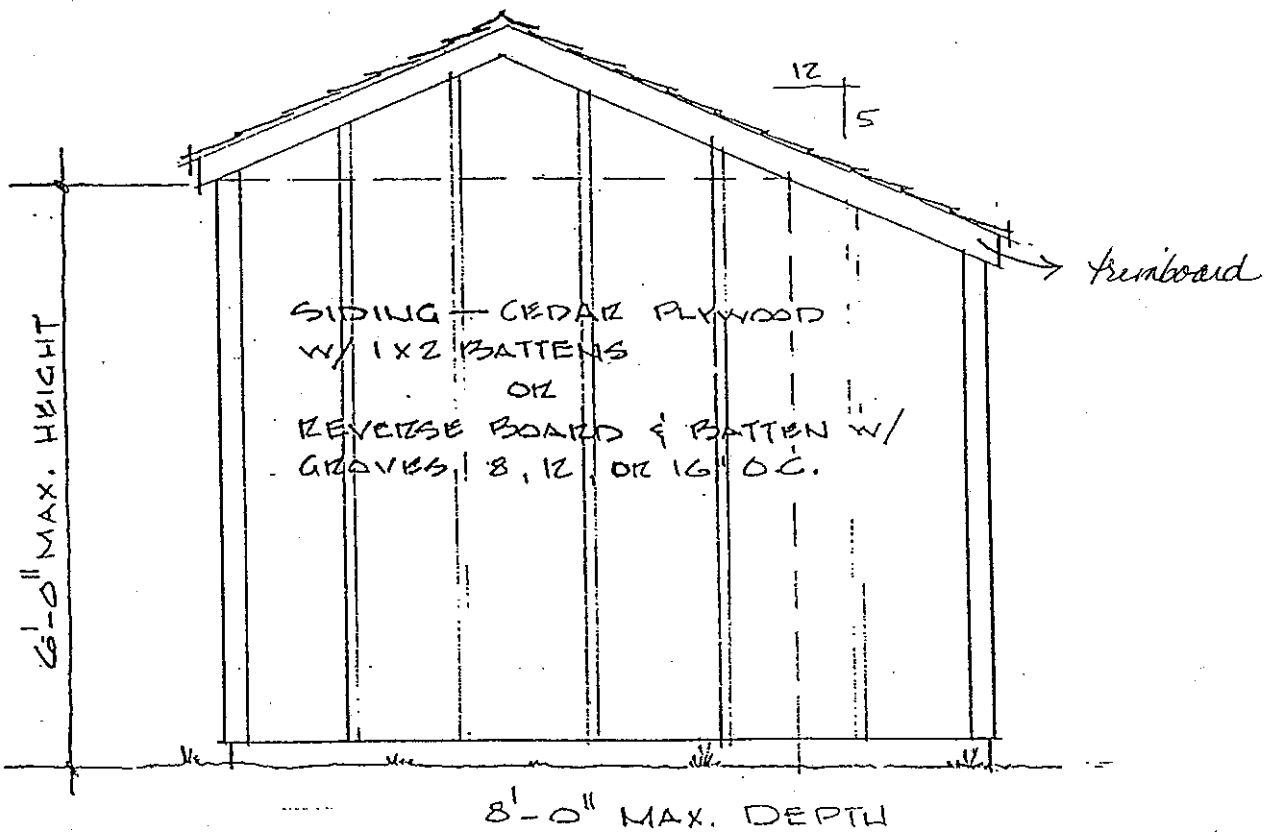 12
5
trimboard
SIDING — CEDAR PLYWOOD
W/ 1X2 BATTENS
OR
REVERSE BOARD & BATTEN W/
GROVES, 8, 12, OR 16" O.C.
6'-0" MAX. HEIGHT
8'-0" MAX. DEPTH